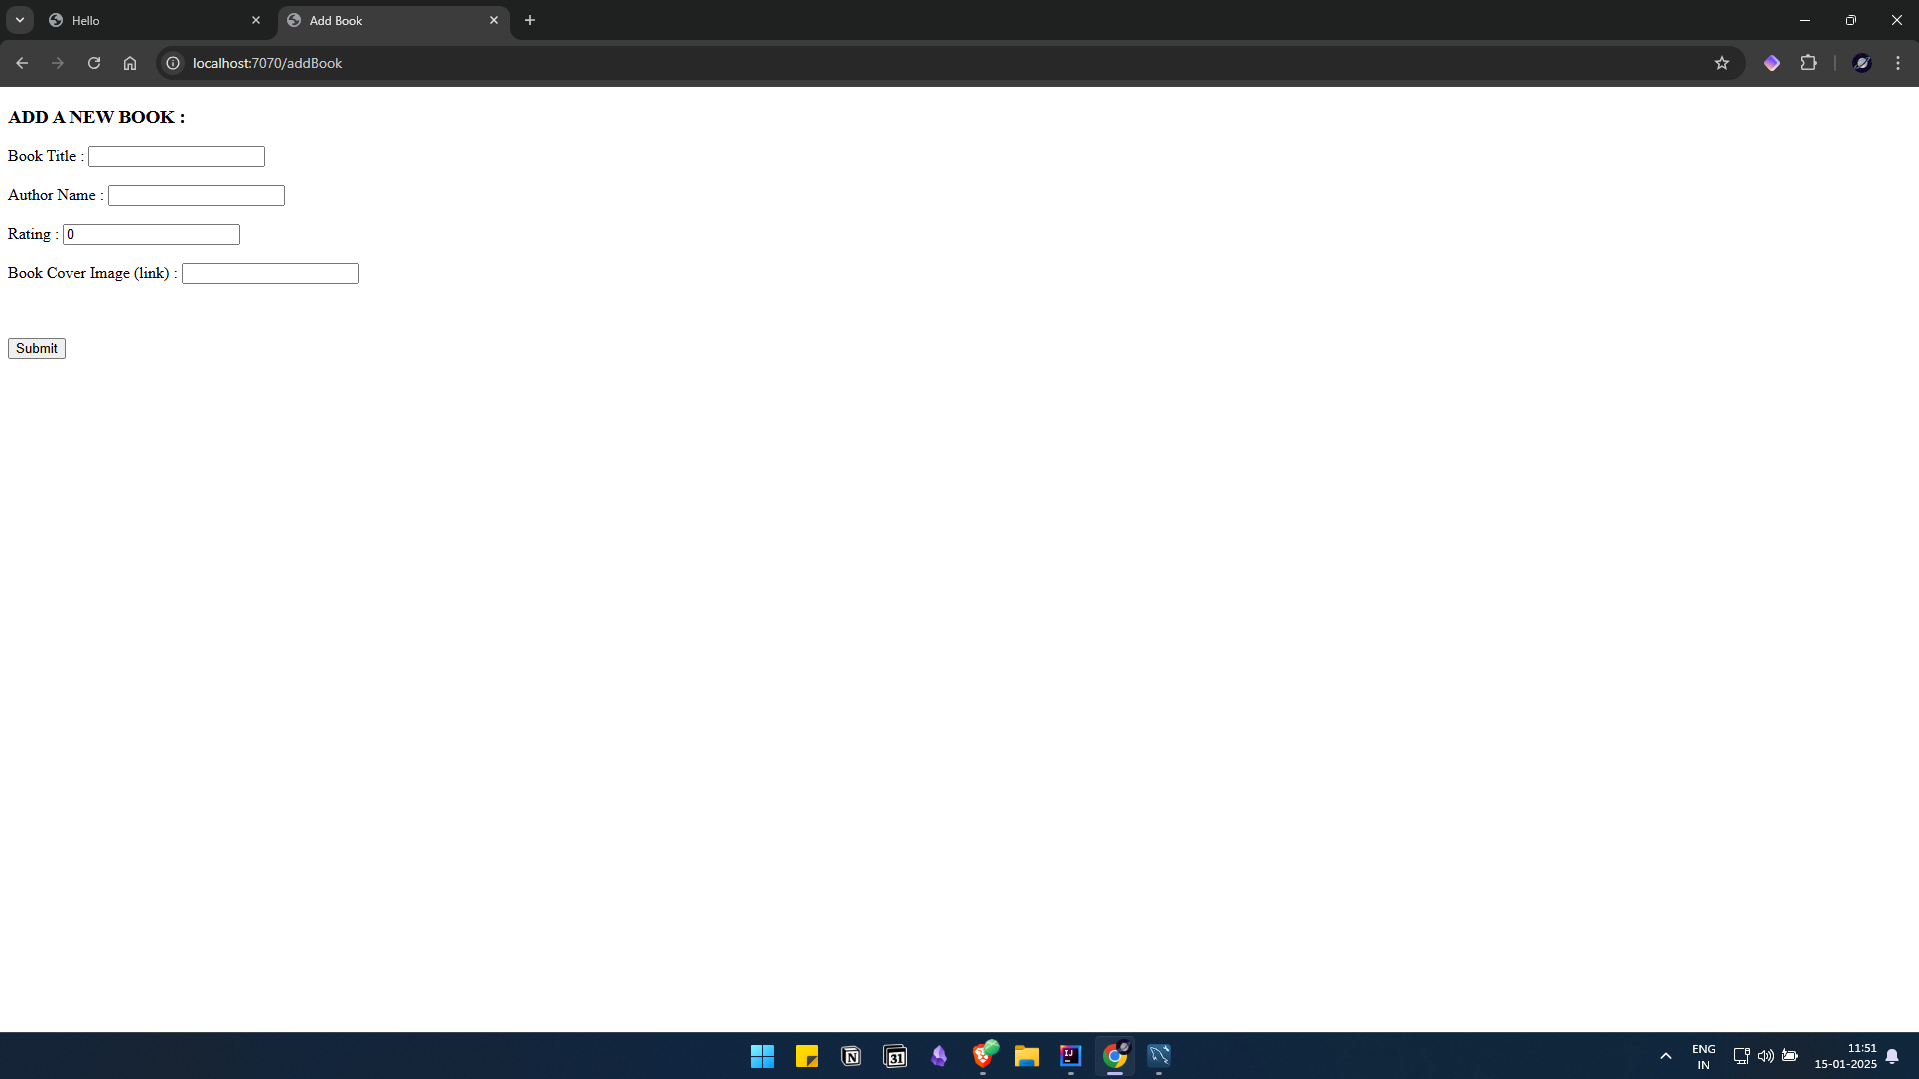 Hello
Add Book
localhost:7070/addBook
ADD A NEW BOOK :
Book Title :
Author Name :
Rating : 0
Book Cover Image (link) :
Submit
31
IJ
ENG
IN
11:51
15-01-2025